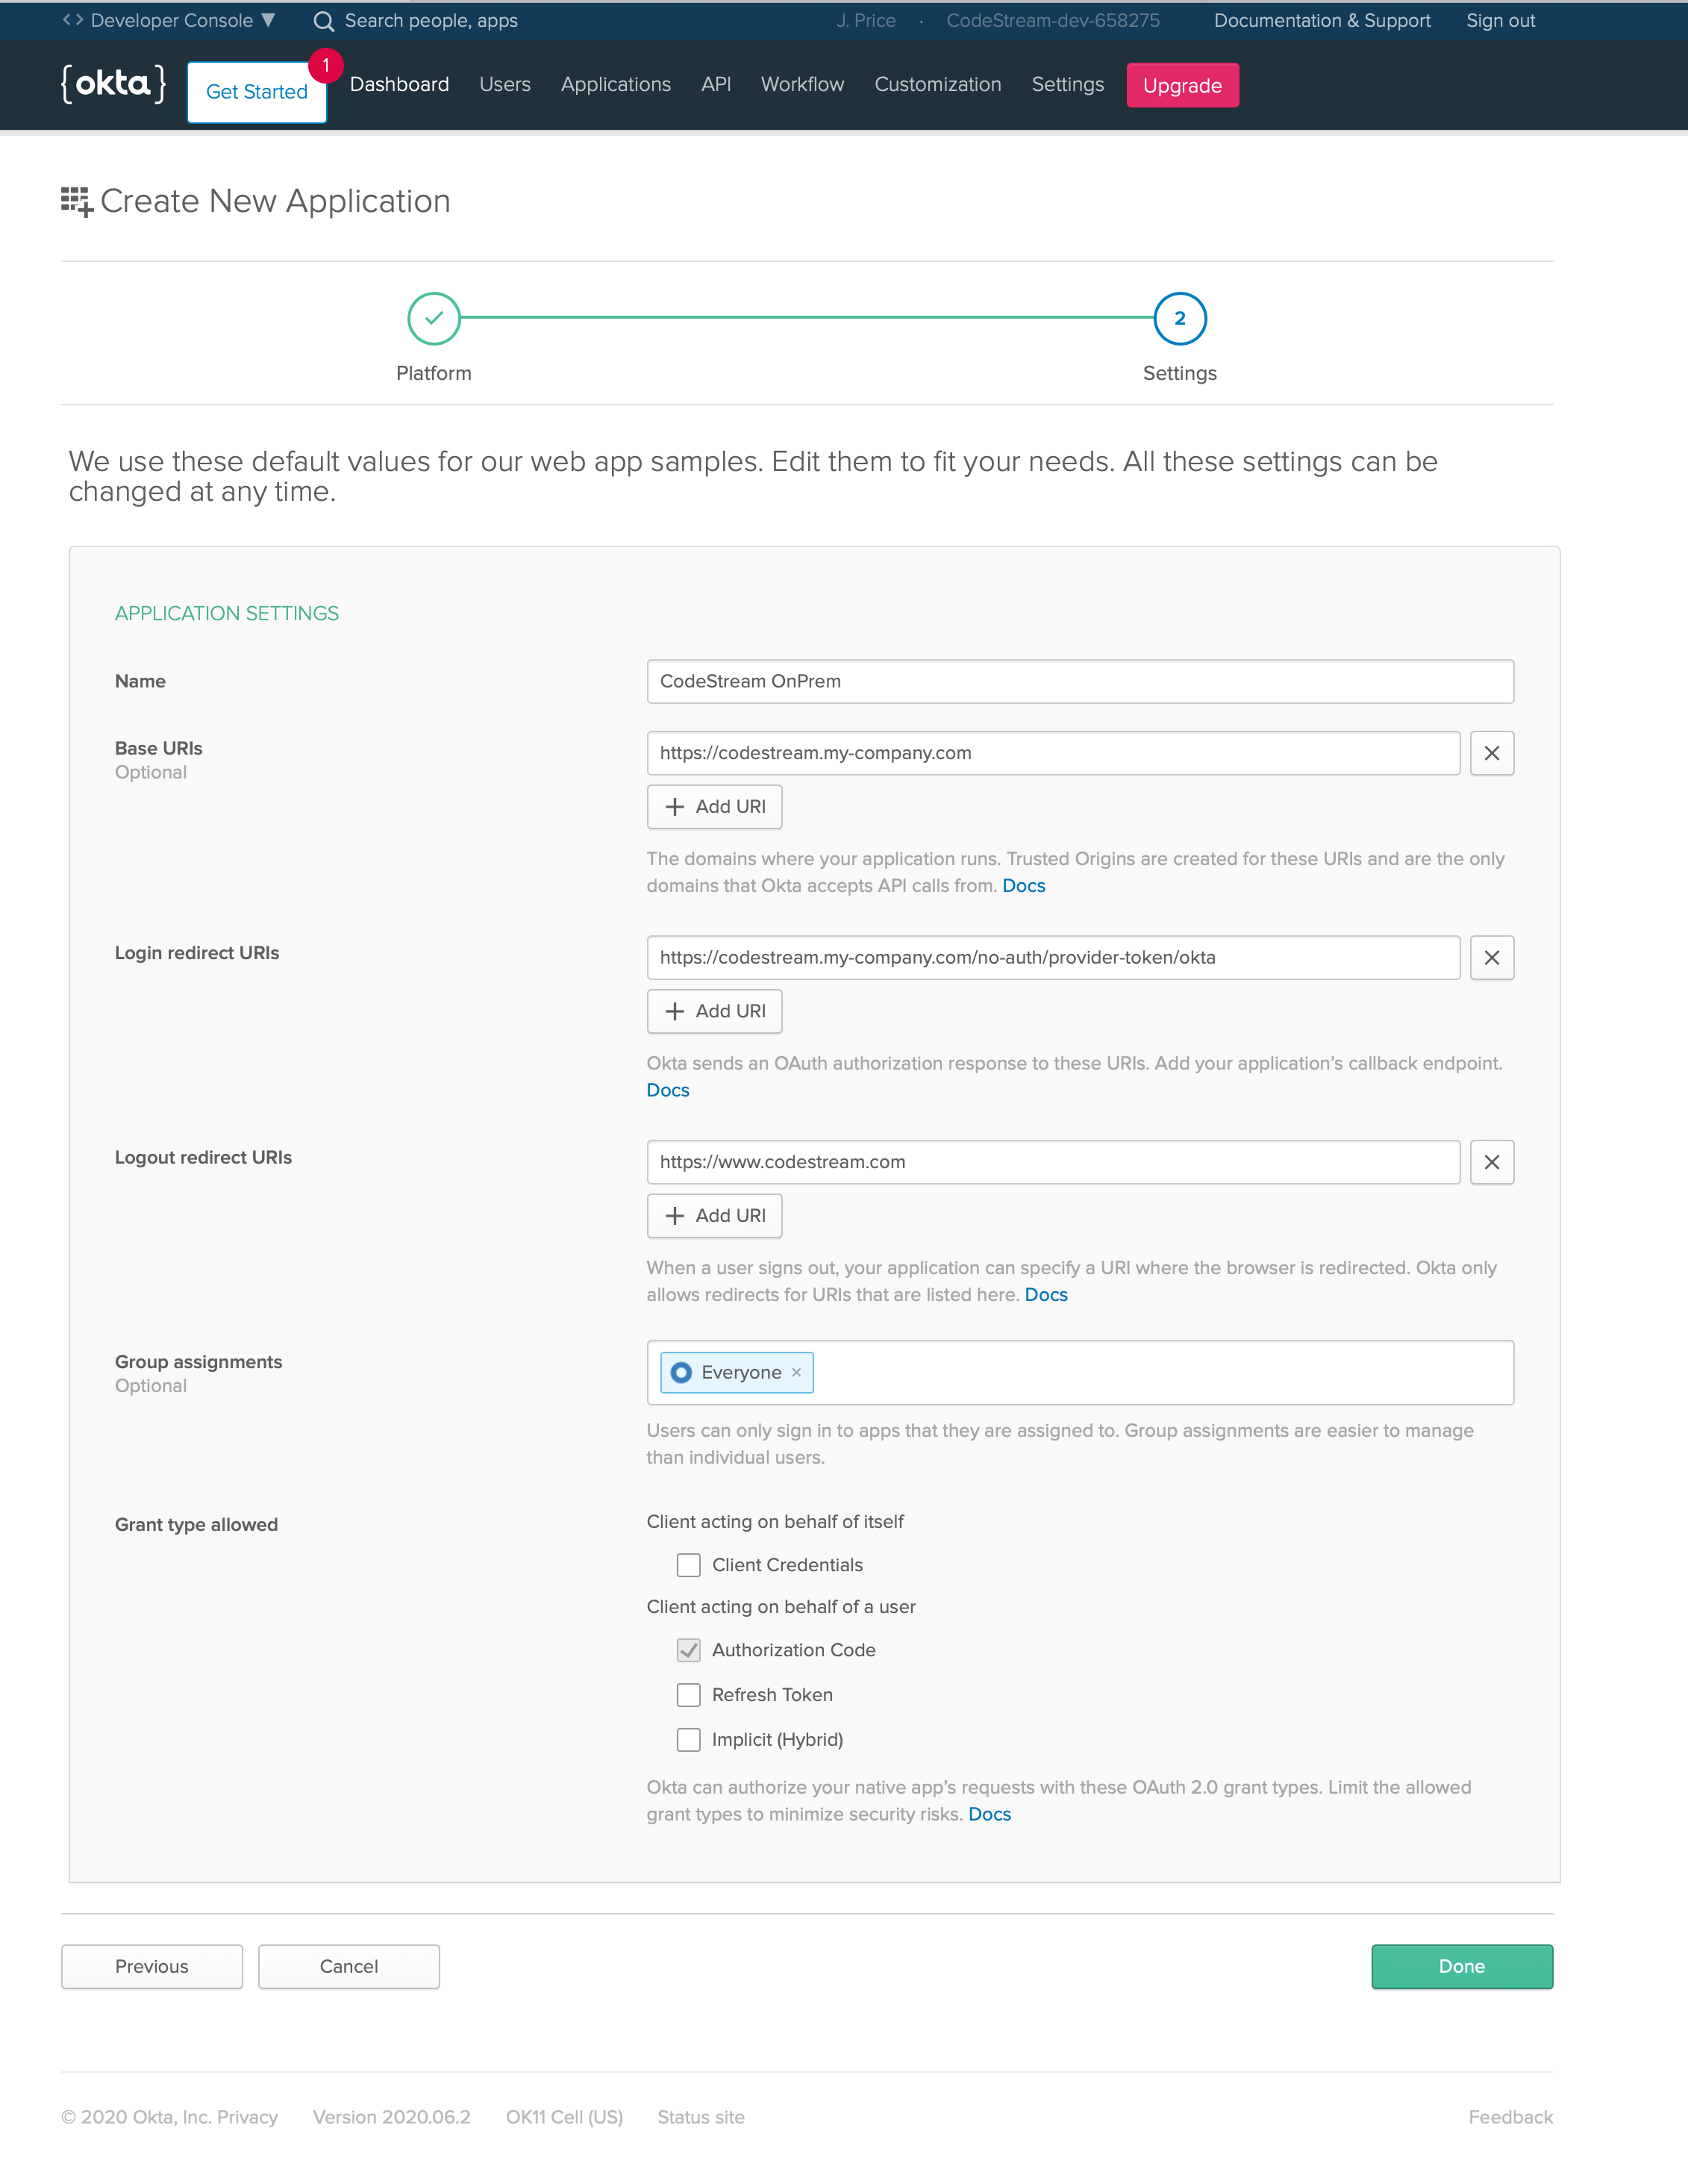 <> Developer Console ▼ Search people, apps J. Price · CodeStream-dev-658275 Documentation & Support Sign out
{okta} Get Started 1 Dashboard Users Applications API Workflow Customization Settings Upgrade
Create New Application
2
Platform Settings
We use these default values for our web app samples. Edit them to fit your needs. All these settings can be
changed at any time.
APPLICATION SETTINGS
Name CodeStream OnPrem
Base URIs https://codestream.my-company.com
Optional
+ Add URI
The domains where your application runs. Trusted Origins are created for these URIs and are the only
domains that Okta accepts API calls from. Docs
Login redirect URIs https://codestream.my-company.com/no-auth/provider-token/okta
+ Add URI
Okta sends an OAuth authorization response to these URIs. Add your application’s callback endpoint.
Docs
Logout redirect URIs https://www.codestream.com
+ Add URI
When a user signs out, your application can specify a URI where the browser is redirected. Okta only
allows redirects for URIs that are listed here. Docs
Group assignments Everyone ×
Optional
Users can only sign in to apps that they are assigned to. Group assignments are easier to manage
than individual users.
Grant type allowed Client acting on behalf of itself
Client Credentials
Client acting on behalf of a user
Authorization Code
Refresh Token
Implicit (Hybrid)
Okta can authorize your native app’s requests with these OAuth 2.0 grant types. Limit the allowed
grant types to minimize security risks. Docs
Previous Cancel Done
© 2020 Okta, Inc. Privacy Version 2020.06.2 OK11 Cell (US) Status site Feedback